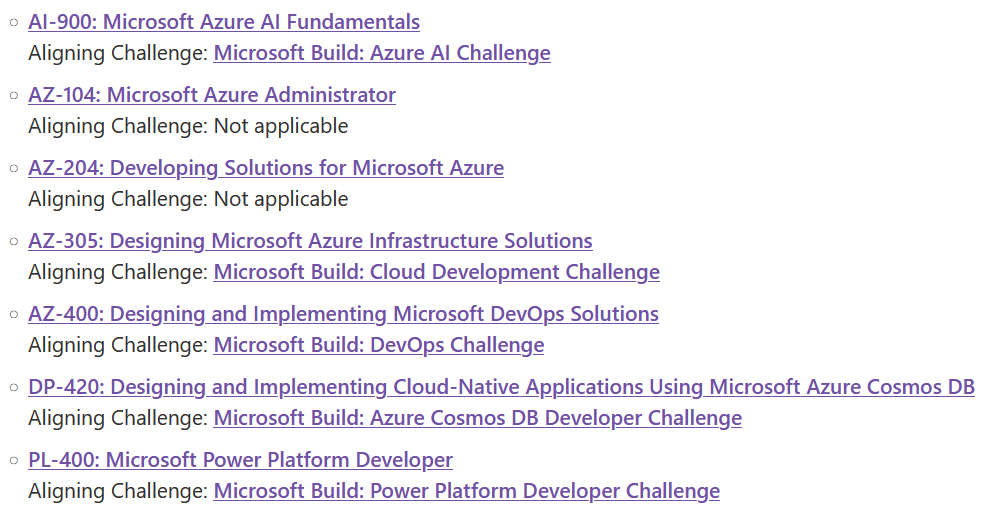 AI-900: Microsoft Azure AI Fundamentals
Aligning Challenge: Microsoft Build: Azure AI Challenge
AZ-104: Microsoft Azure Administrator
Aligning Challenge: Not applicable
AZ-204: Developing Solutions for Microsoft Azure
Aligning Challenge: Not applicable
AZ-305: Designing Microsoft Azure Infrastructure Solutions
Aligning Challenge: Microsoft Build: Cloud Development Challenge
AZ-400: Designing and Implementing Microsoft DevOps Solutions
Aligning Challenge: Microsoft Build: DevOps Challenge
DP-420: Designing and Implementing Cloud-Native Applications Using Microsoft Azure Cosmos DB
Aligning Challenge: Microsoft Build: Azure Cosmos DB Developer Challenge
PL-400: Microsoft Power Platform Developer
Aligning Challenge: Microsoft Build: Power Platform Developer Challenge